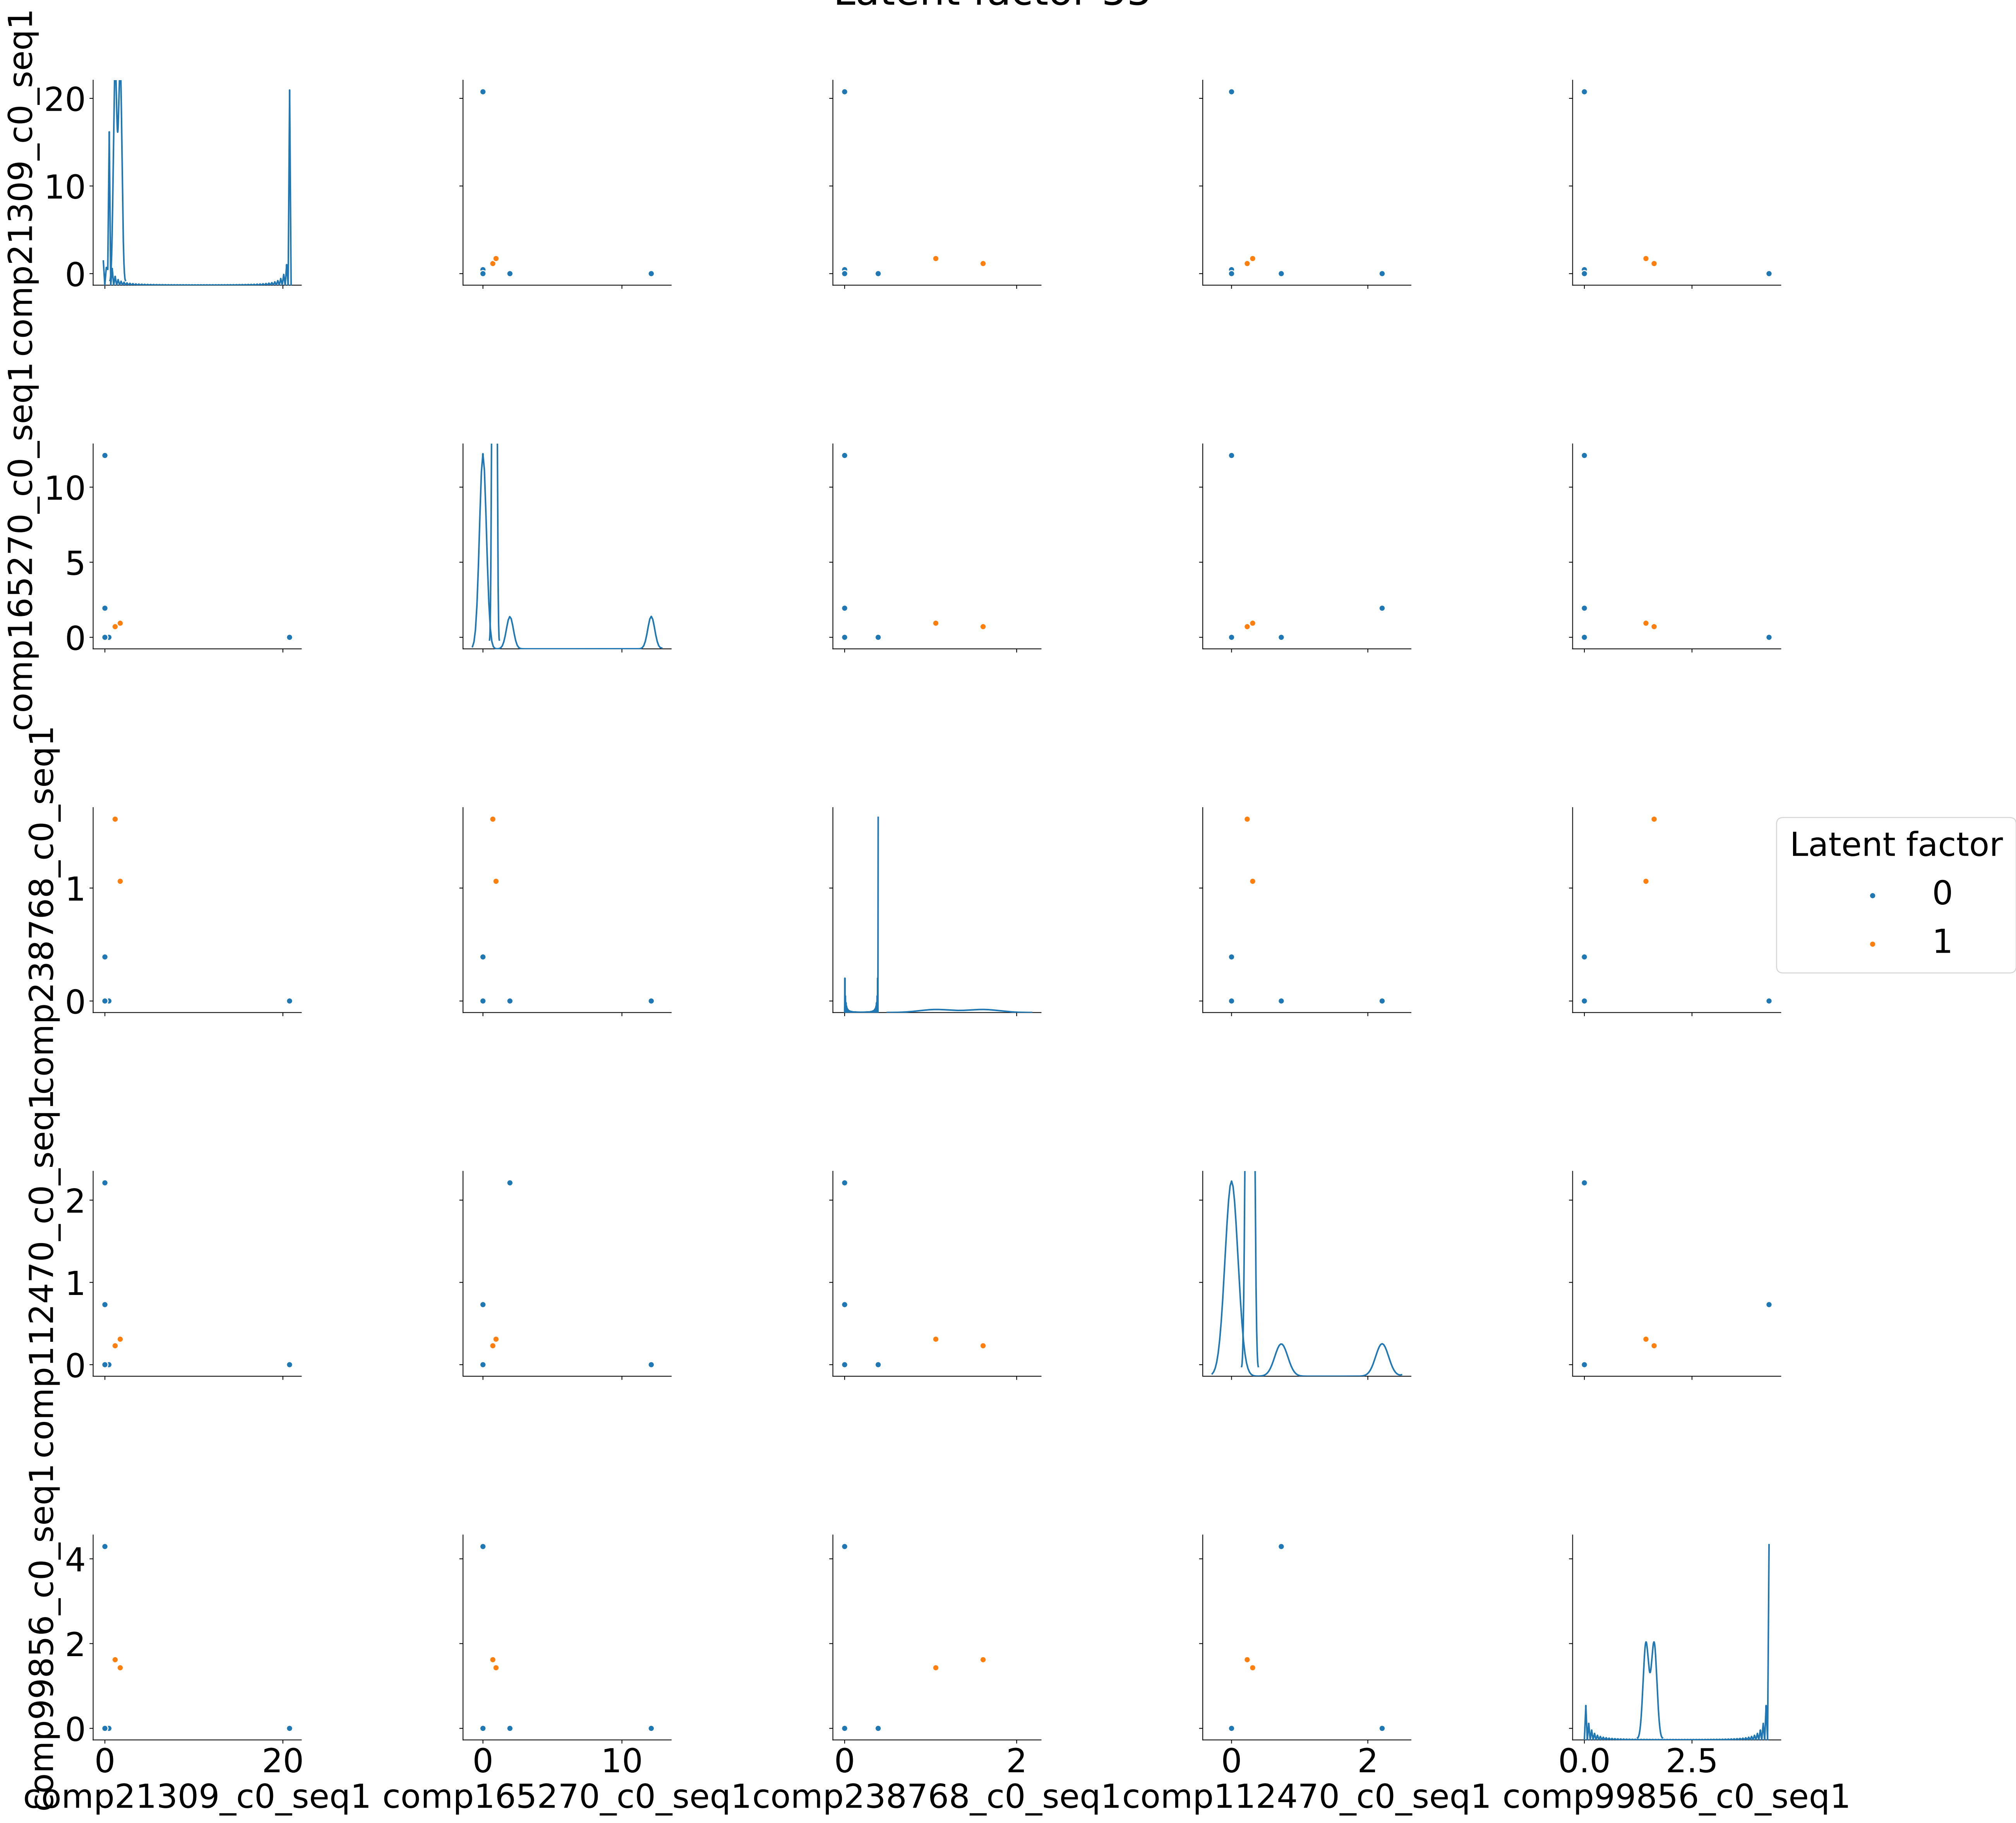 comp21309_c0_seq1
20
10
0
comp165270_c0_seq1
10
5
0
comp238768_c0_seq1
1
0
Latent factor
0
1
comp112470_c0_seq1
2
1
0
comp99856_c0_seq1
4
2
0
0 20 0 10 0 2 0 2 0.0 2.5
comp21309_c0_seq1 comp165270_c0_seq1 comp238768_c0_seq1 comp112470_c0_seq1 comp99856_c0_seq1